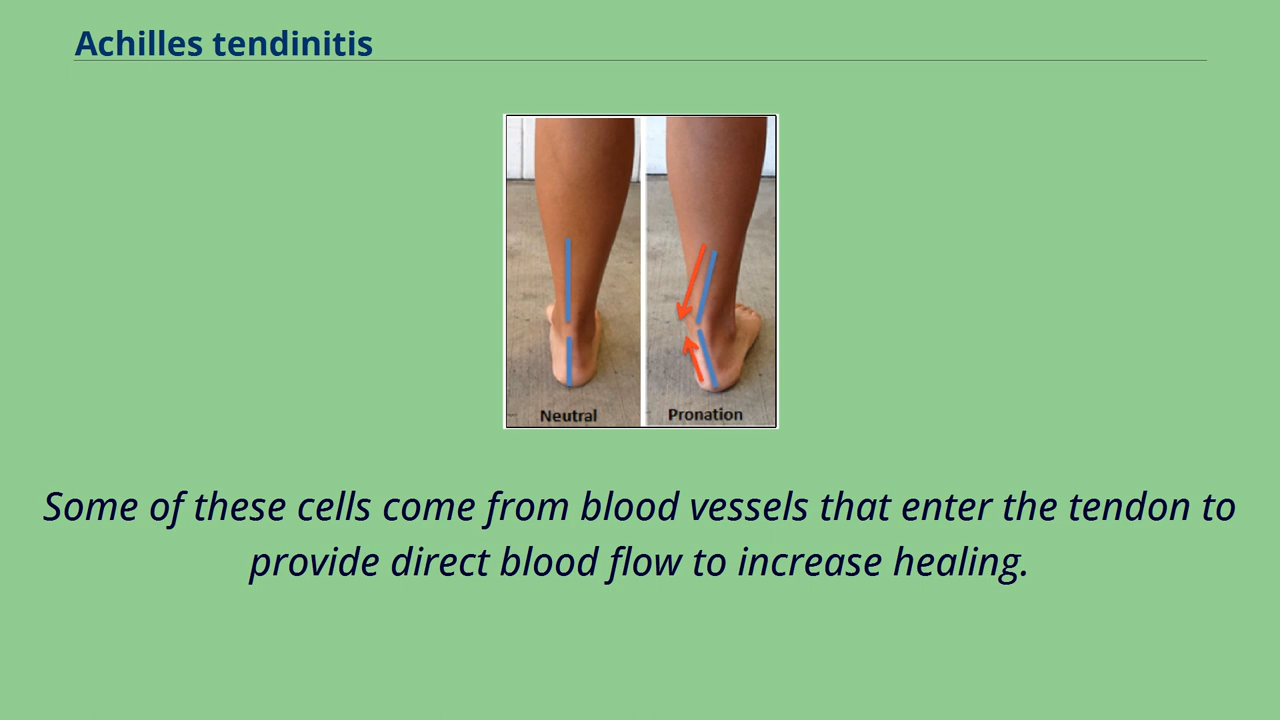 Achilles tendinitis
Neutral
Pronation
Some of these cells come from blood vessels that enter the tendon to
provide direct blood flow to increase healing.